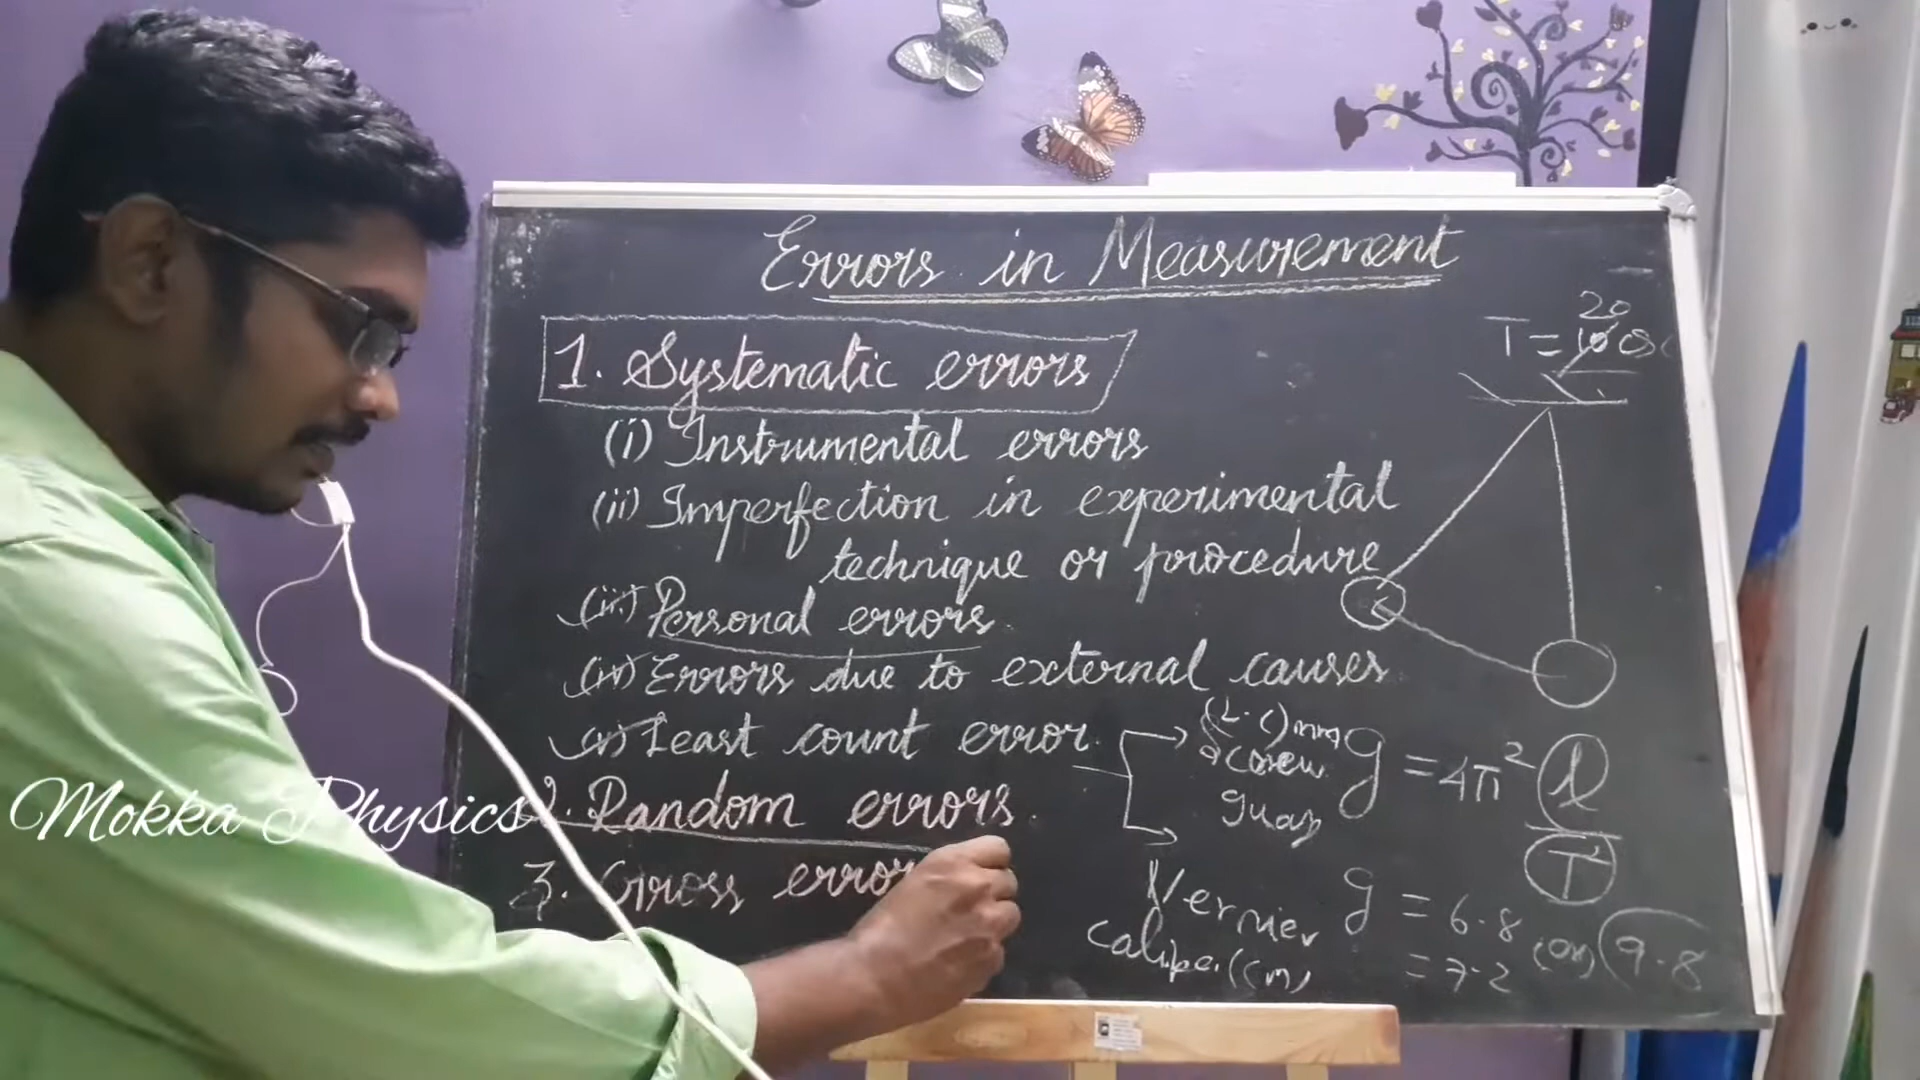 Errors in Measurement
1. Systematic errors
(i) Instrumental errors
(ii) Imperfection in experimental
technique or procedure
(iii) Personal errors
(iv) Errors due to external causes
(v) Least count error
2. Random errors
3. Gross error
T = 10
20
(L.C) mm
screw
Vernier
caliper (cm)
g = 4π² l
T²
g = 6.8
= 7.2 (or) 9.8
Mokka Physics